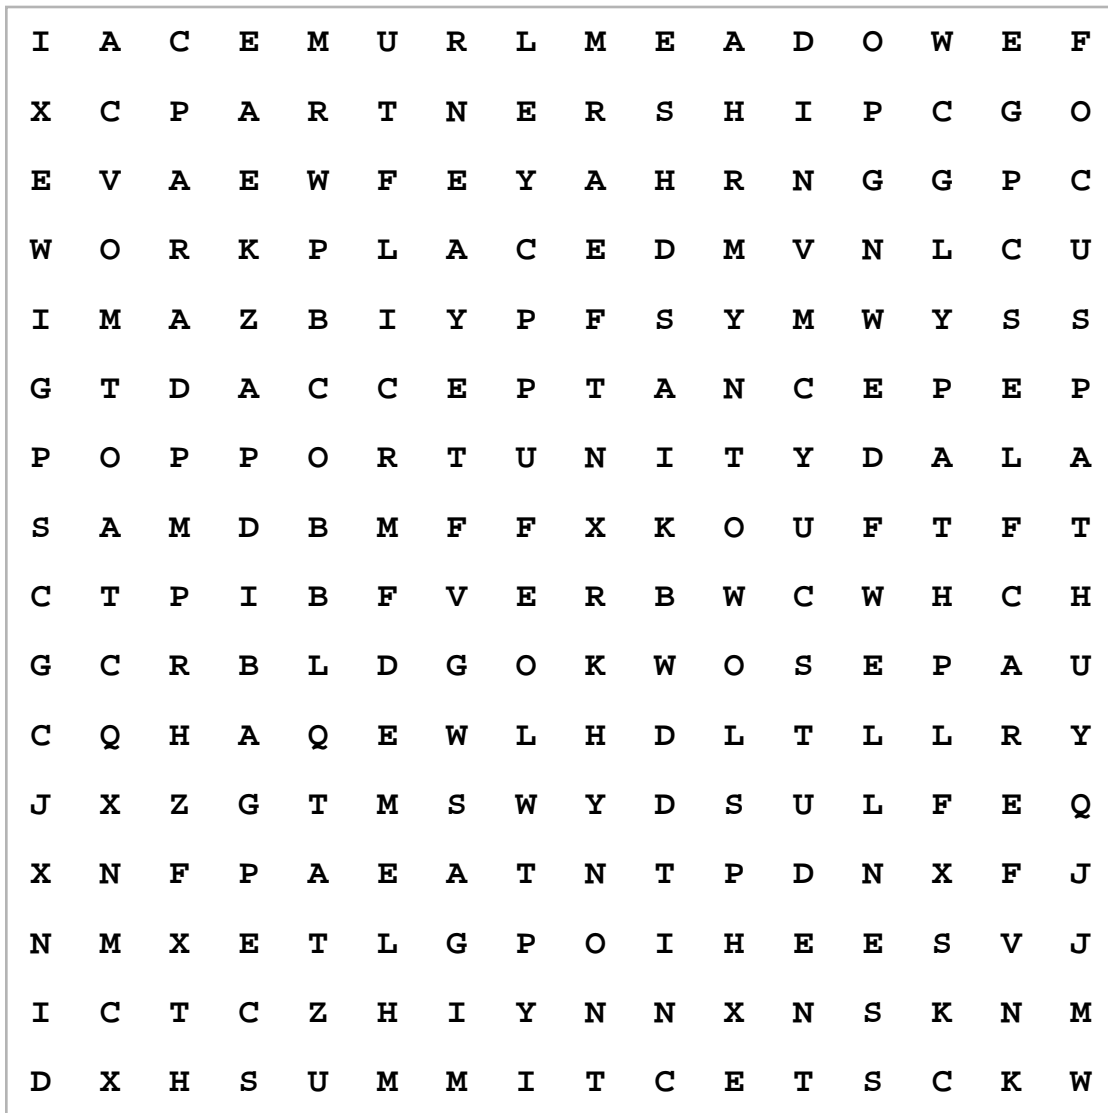 I A C E M U R L M E A D O W E F
X C P A R T N E R S H I P C G O
E V A E W F E Y A H R N G G P C
W O R K P L A C E D M V N L C U
I M A Z B I Y P F S Y M W Y S S
G T D A C C E P T A N C E P E P
P O P P O R T U N I T Y D A L A
S A M D B M F F X K O U F T F T
C T P I B F V E R B W C W H C H
G C R B L D G O K W O S E P A U
C Q H A Q E W L H D L T L L R Y
J X Z G T M S W Y D S U L F E Q
X N F P A E A T N T P D N X F J
N M X E T L G P O I H E E S V J
I C T C Z H I Y N N X N S K N M
D X H S U M M I T C E T S C K W